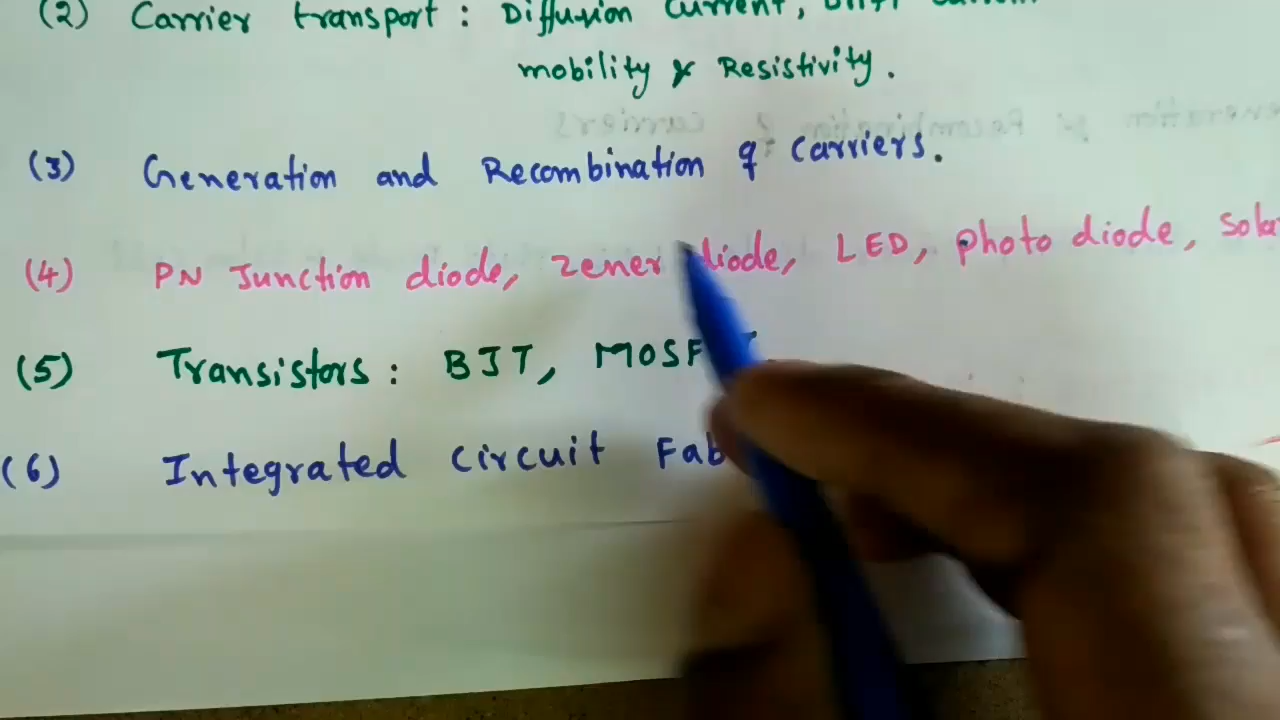 (2) Carrier transport : Diffusion Current,
mobility & Resistivity.
(3) Generation and Recombination of Carriers.
(4) PN Junction diode, Zener diode, LED, photo diode,
(5) Transistors : BJT,
(6) Integrated Circuit